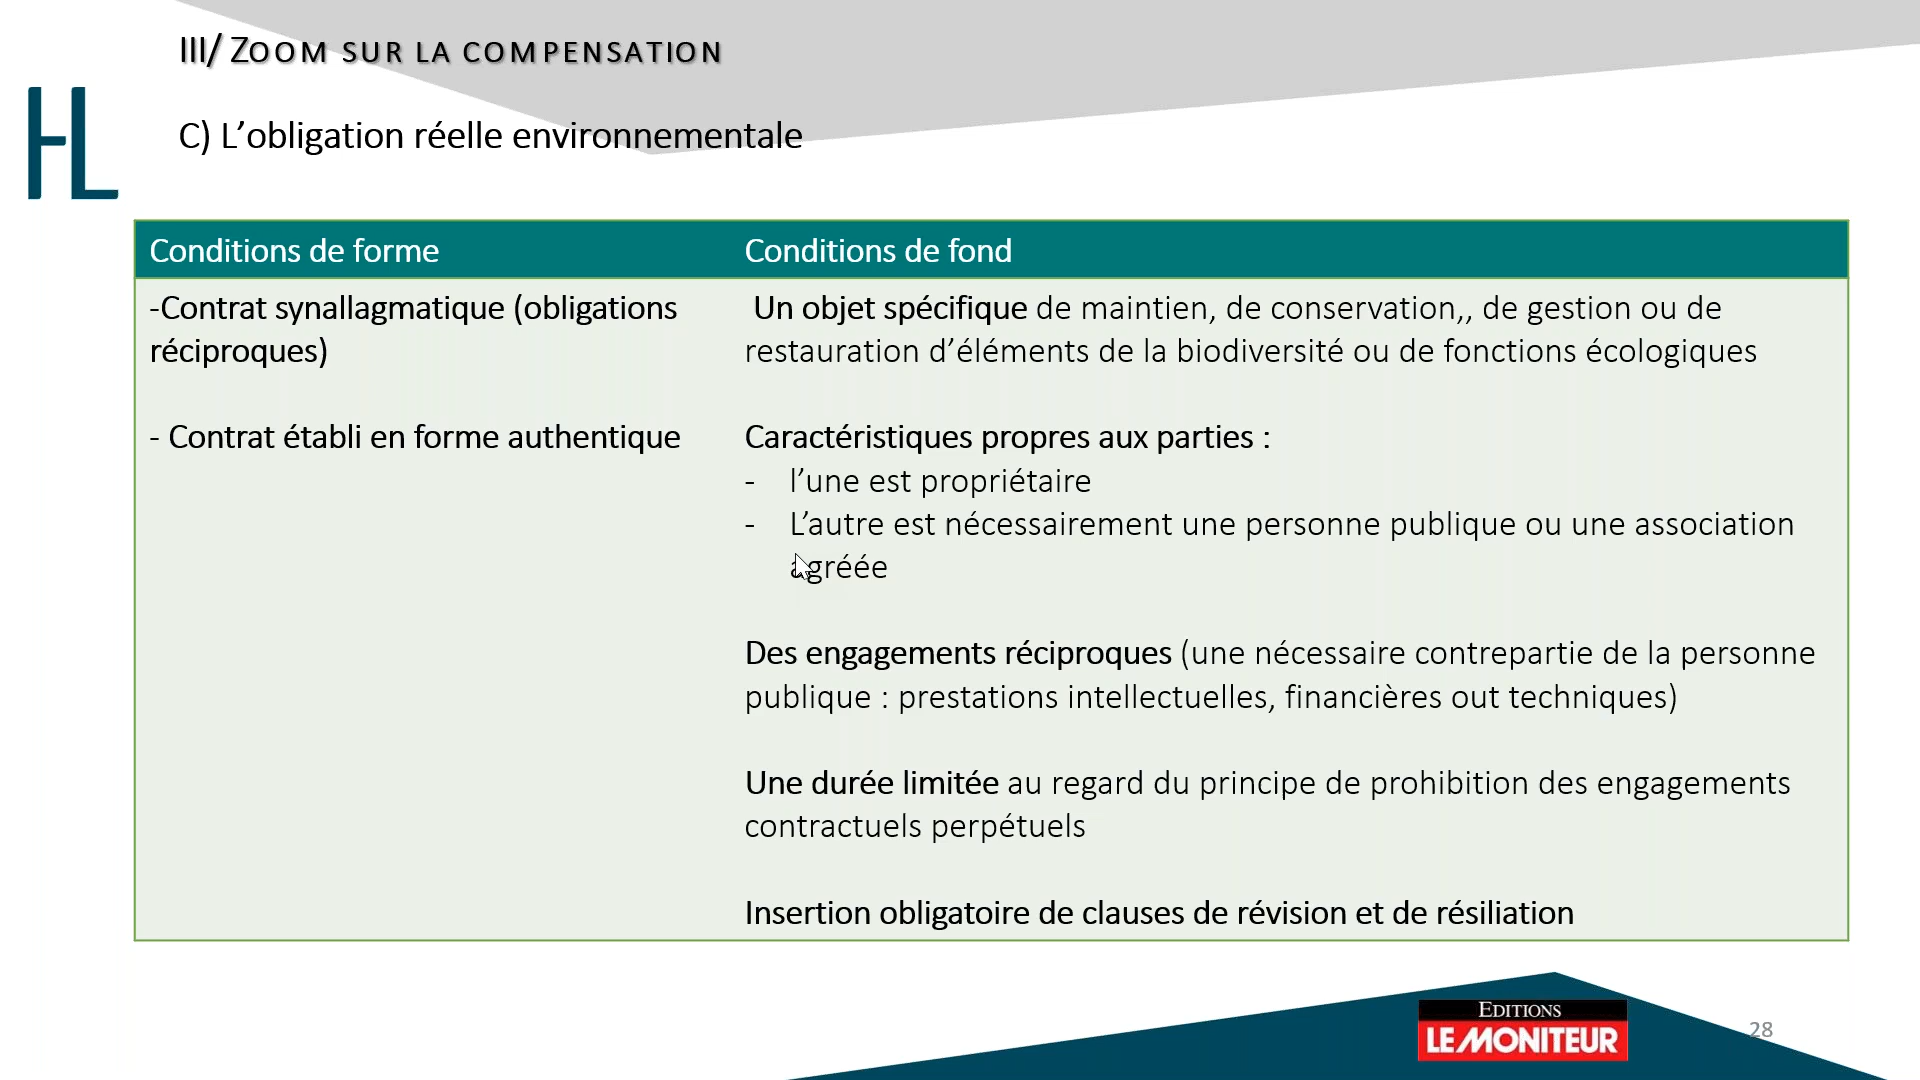 III/ ZOOM SUR LA COMPENSATION
HL
C) L’obligation réelle environnementale
Conditions de forme
-Contrat synallagmatique (obligations
réciproques)
- Contrat établi en forme authentique
Conditions de fond
Un objet spécifique de maintien, de conservation,, de gestion ou de
restauration d’éléments de la biodiversité ou de fonctions écologiques
Caractéristiques propres aux parties :
- l’une est propriétaire
- L’autre est nécessairement une personne publique ou une association
agréée
Des engagements réciproques (une nécessaire contrepartie de la personne
publique : prestations intellectuelles, financières out techniques)
Une durée limitée au regard du principe de prohibition des engagements
contractuels perpétuels
Insertion obligatoire de clauses de révision et de résiliation
EDITIONS
LE MONITEUR
28